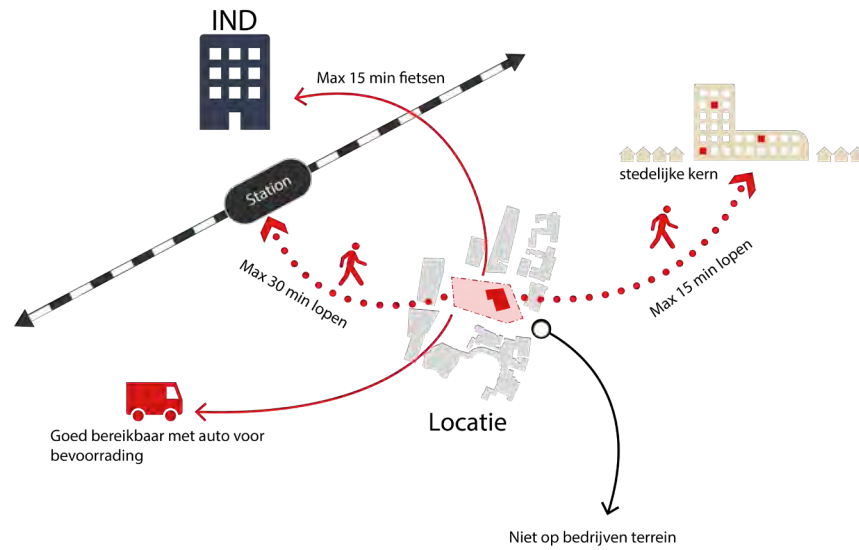 IND
Max 15 min fietsen
Station
stedelijke kern
Max 30 min lopen
Max 15 min lopen
Locatie
Goed bereikbaar met auto voor
bevoorrading
Niet op bedrijven terrein